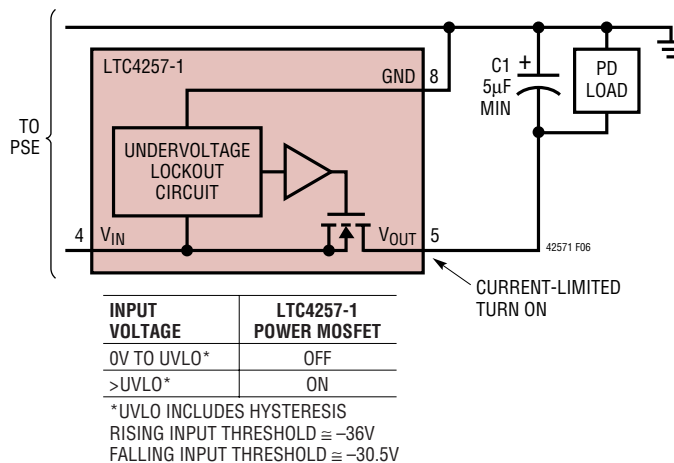 LTC4257-1
GND 8
C1 +
5μF
MIN
PD
LOAD
TO
PSE
UNDERVOLTAGE
LOCKOUT
CIRCUIT
4 VIN
VOUT 5
42571 F06
CURRENT-LIMITED
TURN ON
INPUT VOLTAGE LTC4257-1 POWER MOSFET
0V TO UVLO* OFF
>UVLO* ON
*UVLO INCLUDES HYSTERESIS
RISING INPUT THRESHOLD ≅ –36V
FALLING INPUT THRESHOLD ≅ –30.5V